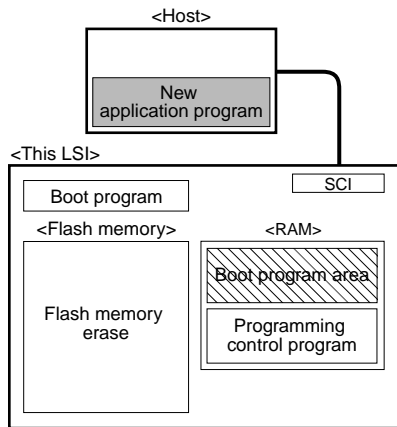 <Host>
New
application program
<This LSI>
SCI
Boot program
<Flash memory>
<RAM>
Boot program area
Flash memory
erase
Programming
control program